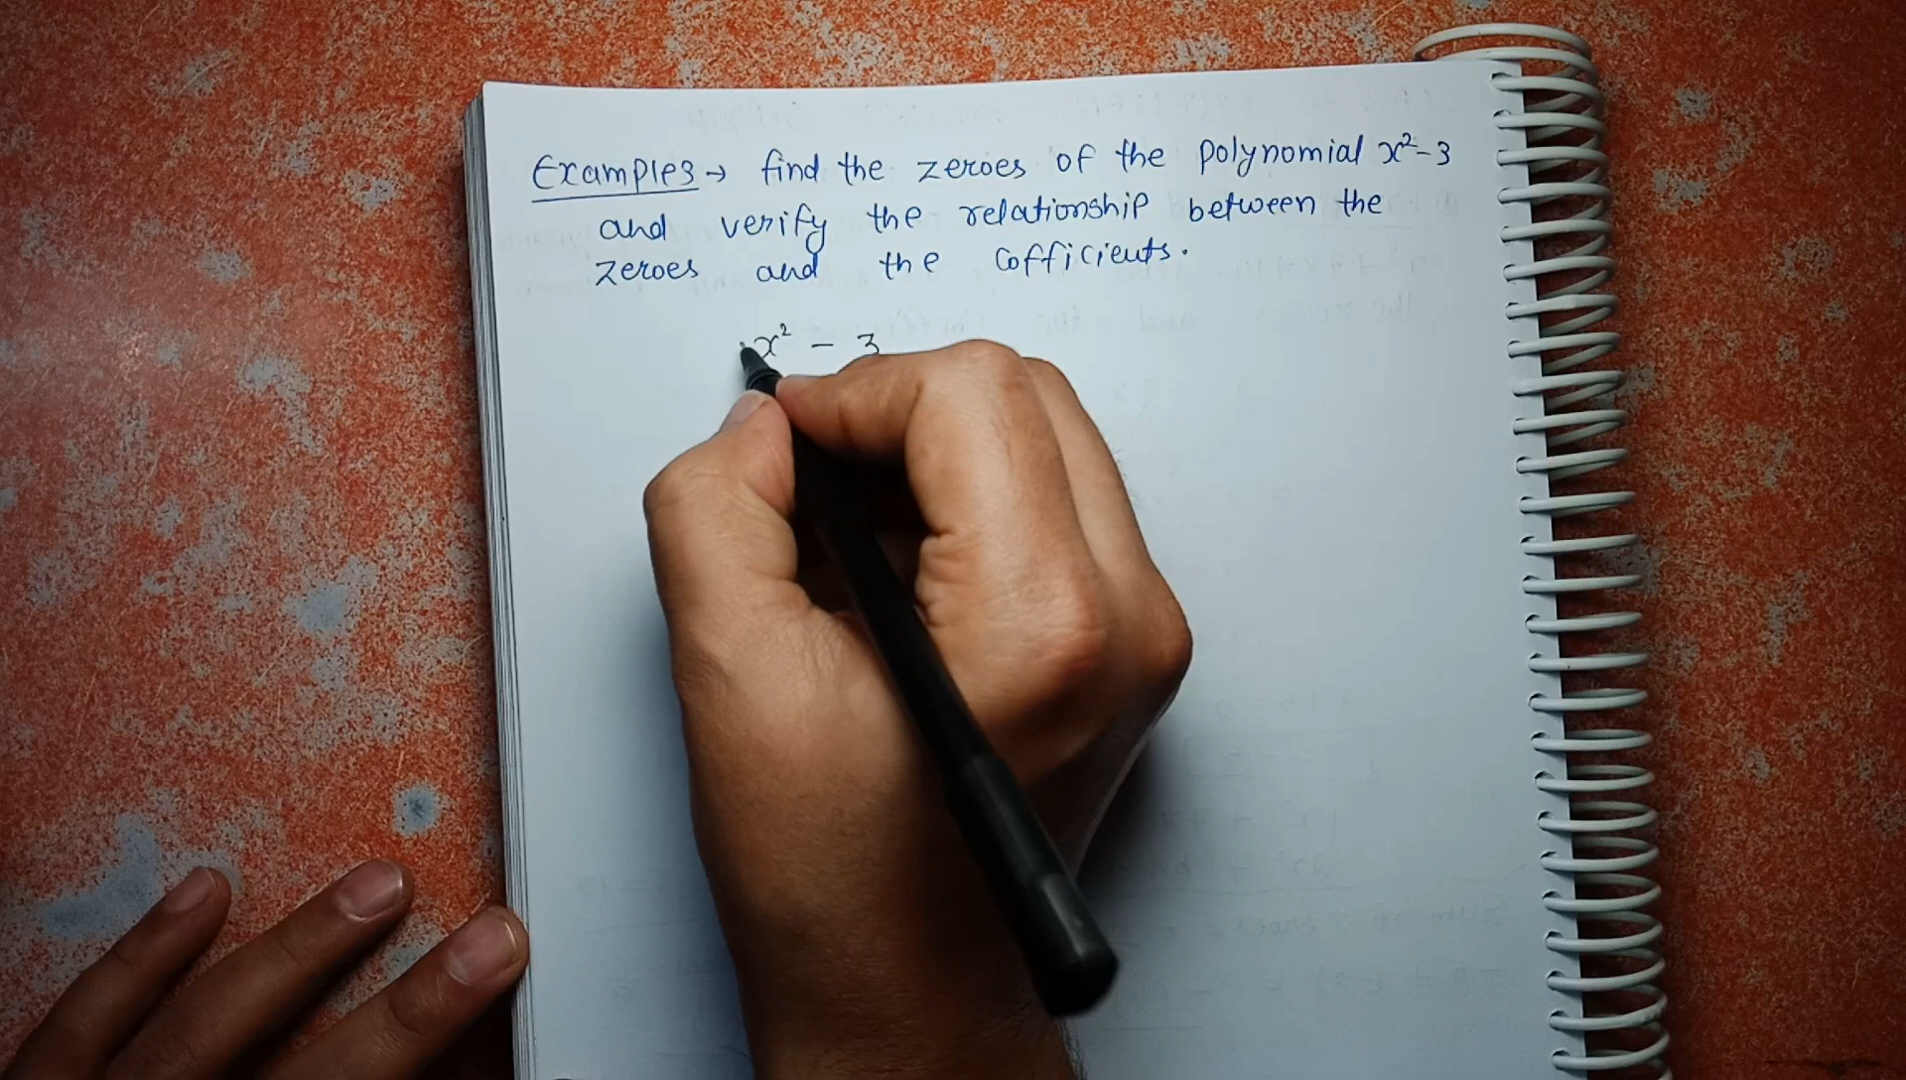 Examples → find the zeroes of the polynomial x²-3
and verify the relationship between the
zeroes and the cofficients.
x² - 3